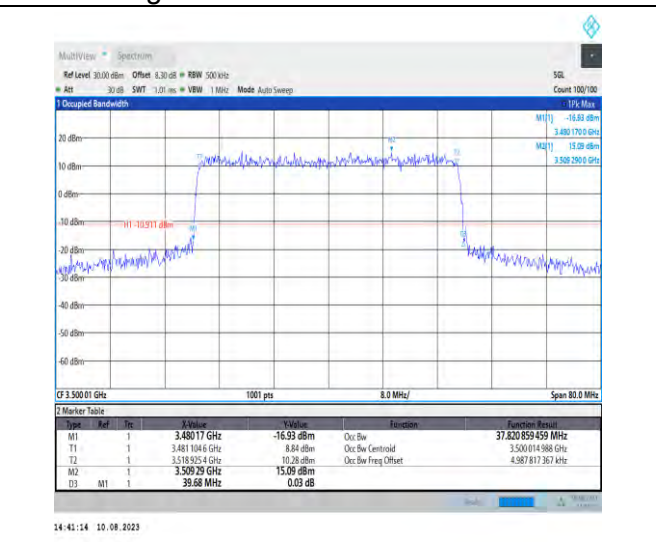 MultiView Spectrum
Ref Level 30.00 dBm Offset 8.30 dB RBW 500 kHz SGL
Att 30 dB SWT 1.01 ms VBW 1 MHz Mode Auto Sweep Count 100/100
1 Occupied Bandwidth 1Pk Max
M1[1] -16.93 dBm
3.480 170 0 GHz
M2[1] 15.09 dBm
3.509 290 0 GHz
M2
20 dBm
T1
10 dBm
0 dBm
-10 dBm
H1 -10.911 dBm
M1
-20 dBm
-30 dBm
-40 dBm
-50 dBm
-60 dBm
CF 3.500 01 GHz 1001 pts 8.0 MHz/ Span 80.0 MHz
2 Marker Table
Type Ref Trc X-Value Y-Value Function Function Result
M1 1 3.480 17 GHz -16.93 dBm Occ Bw 37.820 859 459 MHz
T1 1 3.481 104 6 GHz 8.84 dBm Occ Bw Centroid 3.500 014 988 GHz
T2 1 3.518 925 4 GHz 10.28 dBm Occ Bw Freq Offset 4.987 817 367 kHz
M2 1 3.509 29 GHz 15.09 dBm
D3 M1 1 39.68 MHz 0.03 dB
14:41:14 10.08.2023